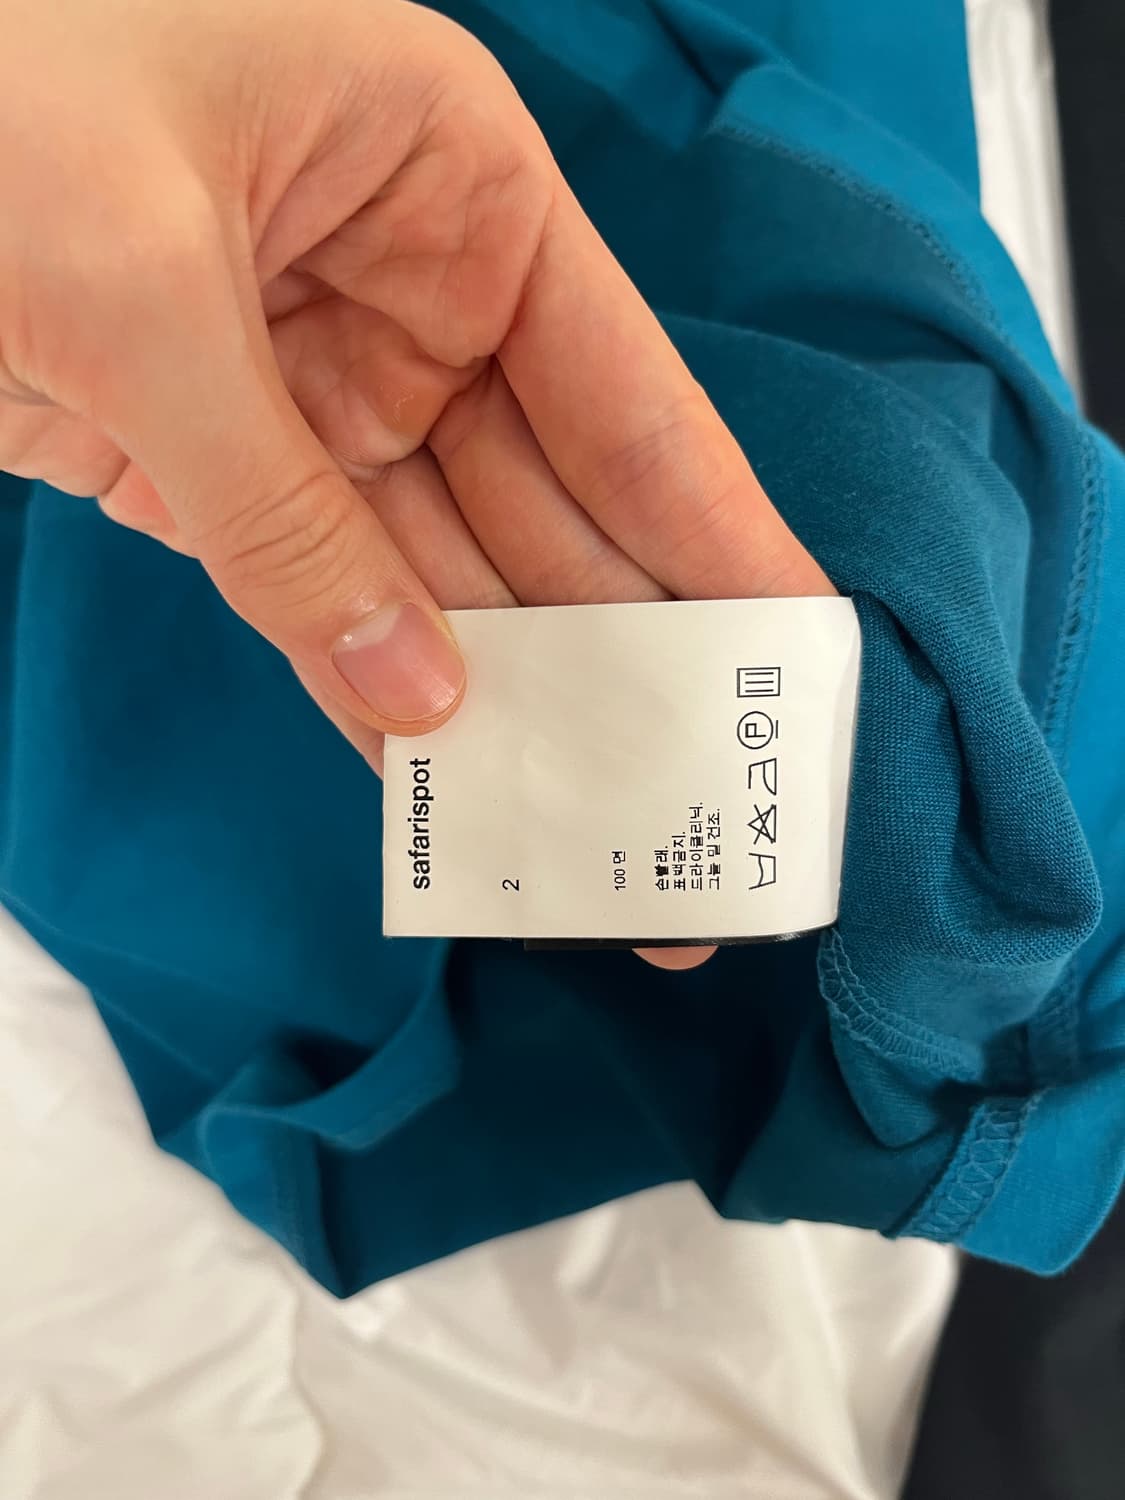 safarispot
2
100 면
손빨래.
표백금지.
드라이클리닝.
그늘 밑 건조.
P